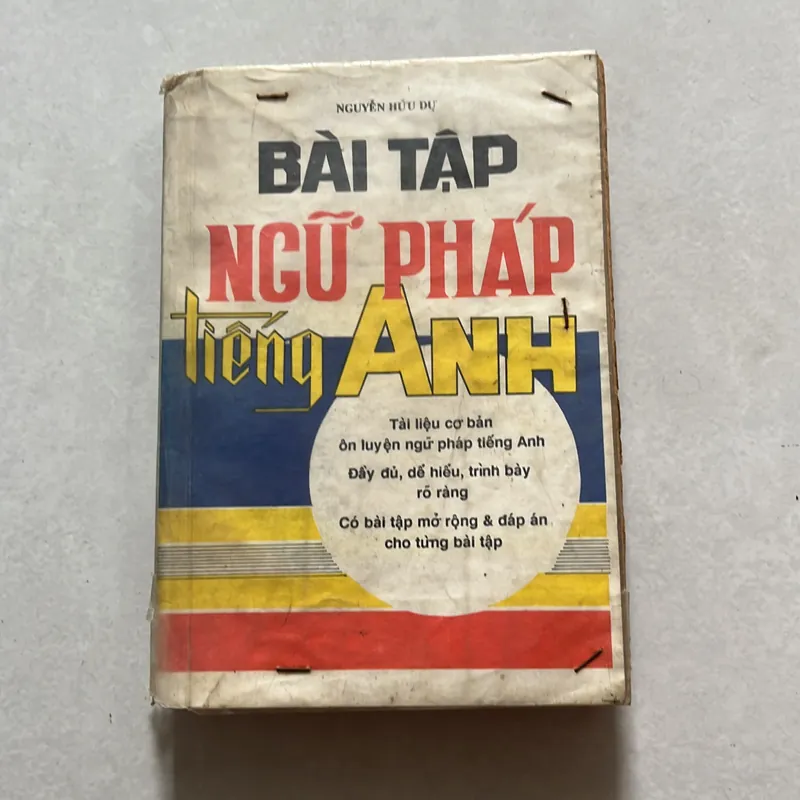 NGUYỄN HỮU DỰ
BÀI TẬP
NGỮ PHÁP
tiếng ANH
Tài liệu cơ bản
ôn luyện ngữ pháp tiếng Anh
Đầy đủ, dể hiểu, trình bày
rõ ràng
Có bài tập mở rộng & đáp án
cho từng bài tập